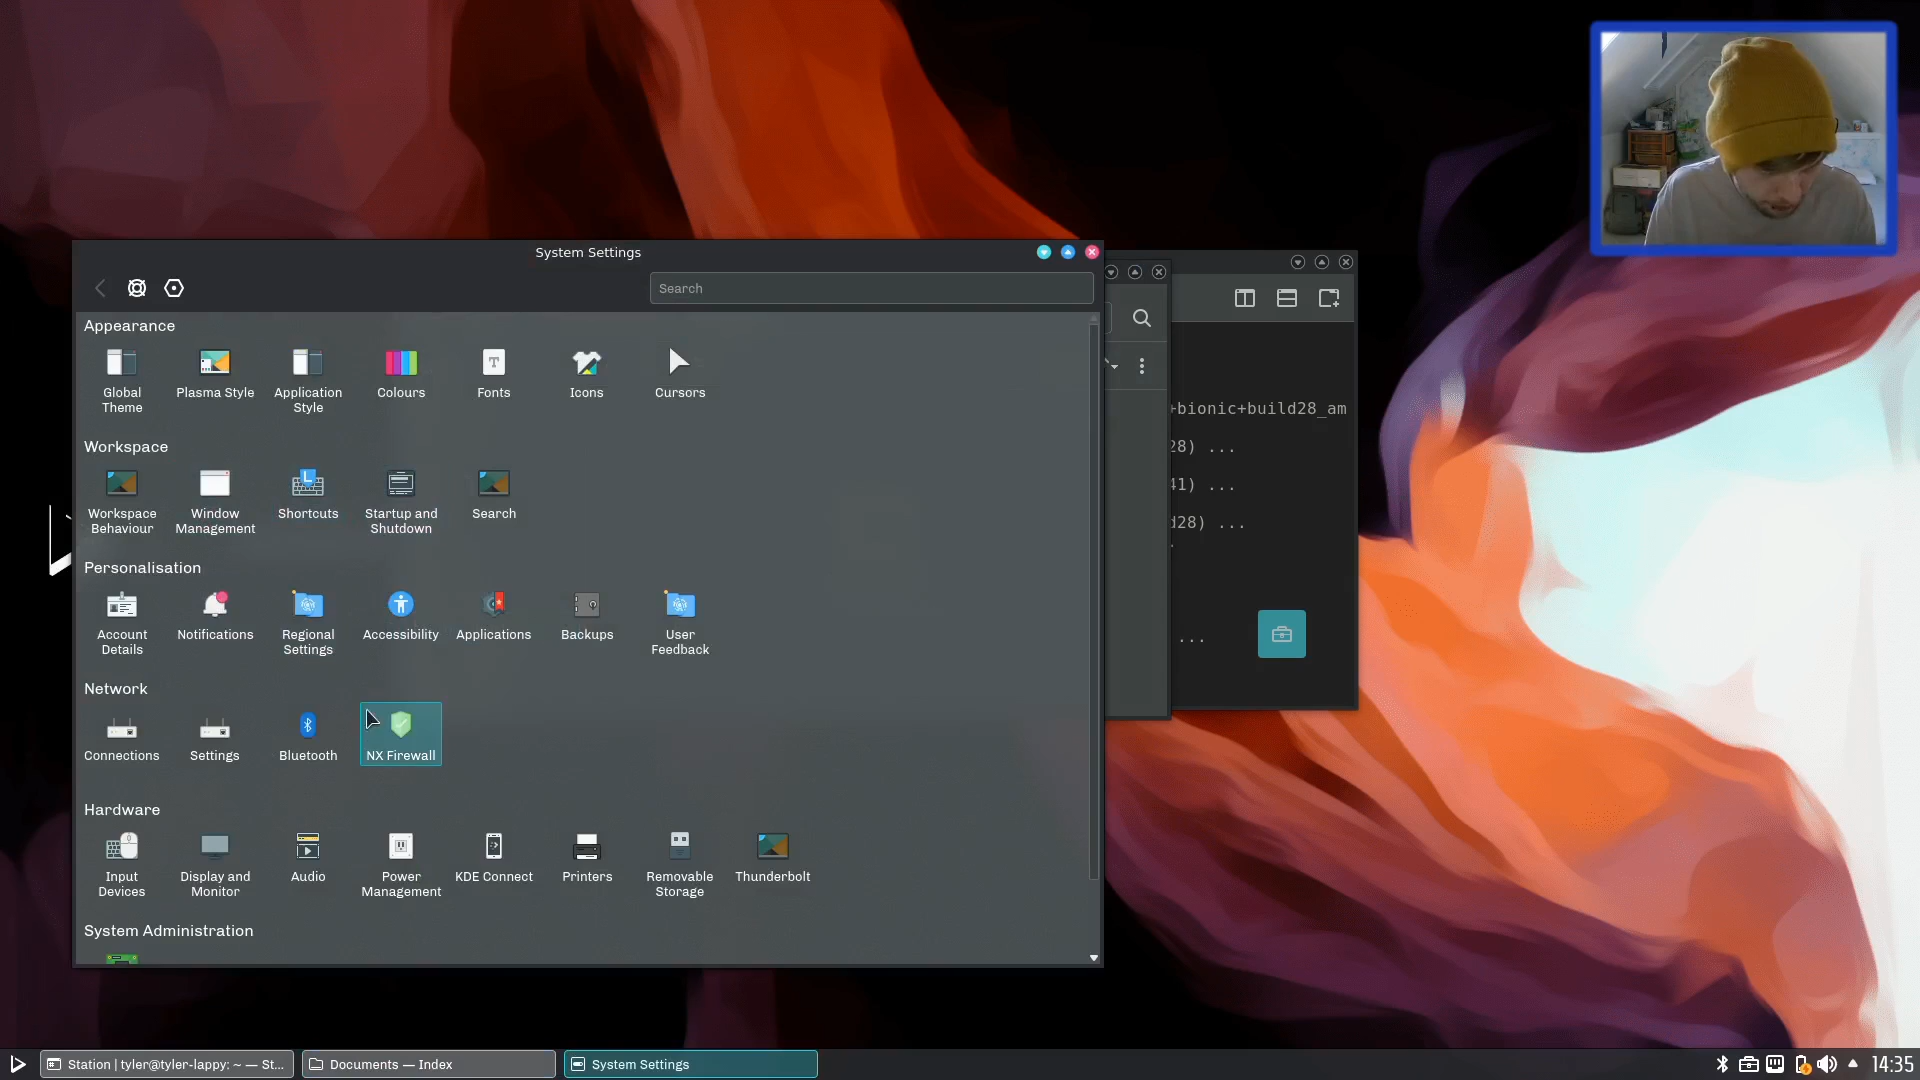 System Settings
Search
Appearance
Global Theme
Plasma Style
Application Style
Colours
Fonts
Icons
Cursors
Workspace
Workspace Behaviour
Window Management
Shortcuts
Startup and Shutdown
Search
Personalisation
Account Details
Notifications
Regional Settings
Accessibility
Applications
Backups
User Feedback
Network
Connections
Settings
Bluetooth
NX Firewall
Hardware
Input Devices
Display and Monitor
Audio
Power Management
KDE Connect
Printers
Removable Storage
Thunderbolt
System Administration
+bionic+build28_am
28) ...
41) ...
d28) ...
...
Station | tyler@tyler-lappy: ~ — St...
Documents — Index
System Settings
14:35